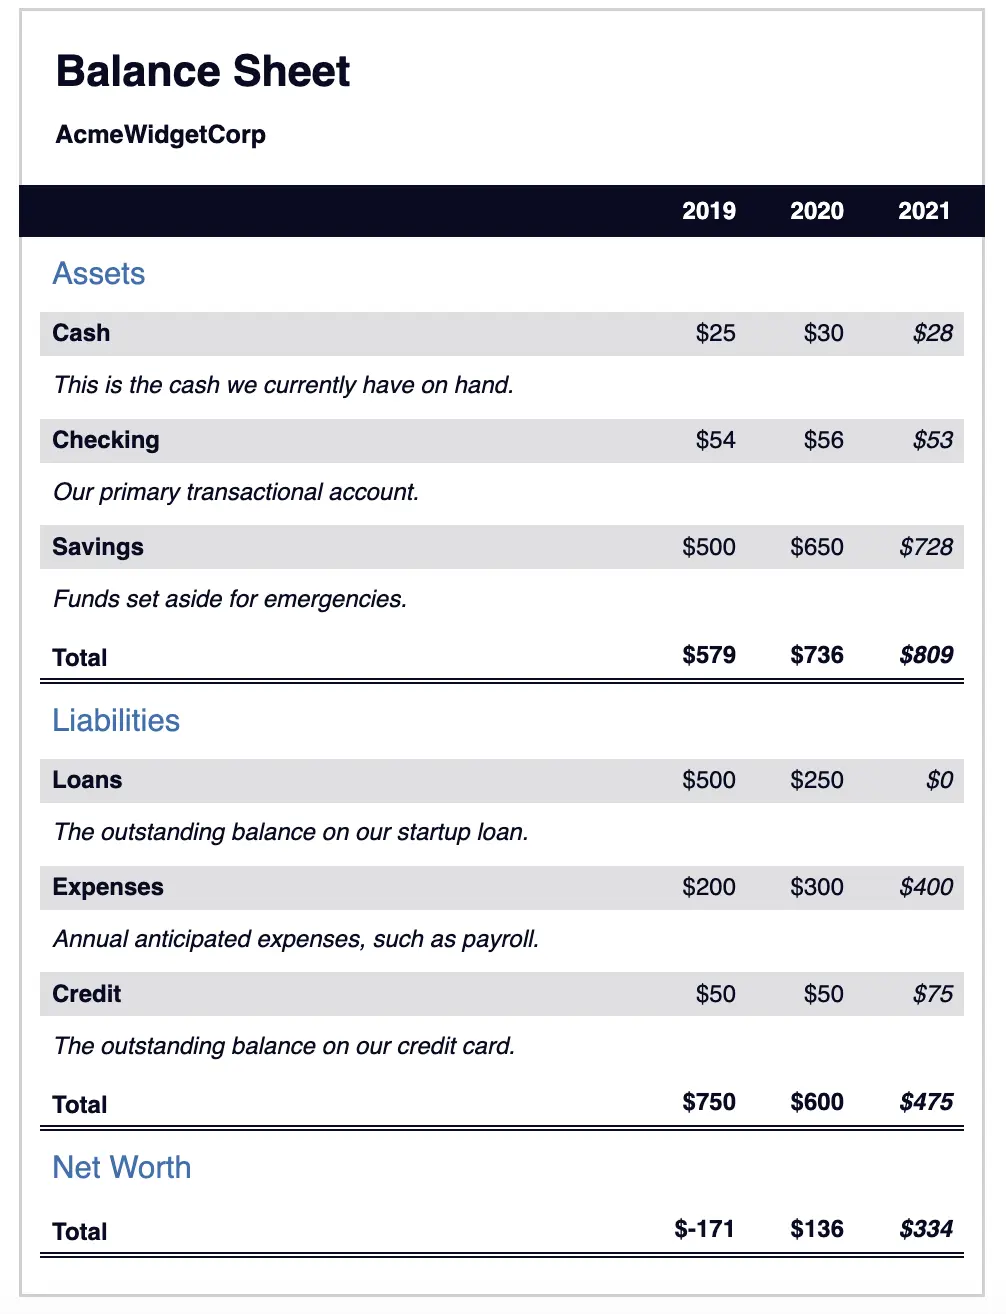 Balance Sheet
AcmeWidgetCorp
2019 2020 2021
Assets
Cash $25 $30 $28
This is the cash we currently have on hand.
Checking $54 $56 $53
Our primary transactional account.
Savings $500 $650 $728
Funds set aside for emergencies.
Total $579 $736 $809
Liabilities
Loans $500 $250 $0
The outstanding balance on our startup loan.
Expenses $200 $300 $400
Annual anticipated expenses, such as payroll.
Credit $50 $50 $75
The outstanding balance on our credit card.
Total $750 $600 $475
Net Worth
Total $-171 $136 $334